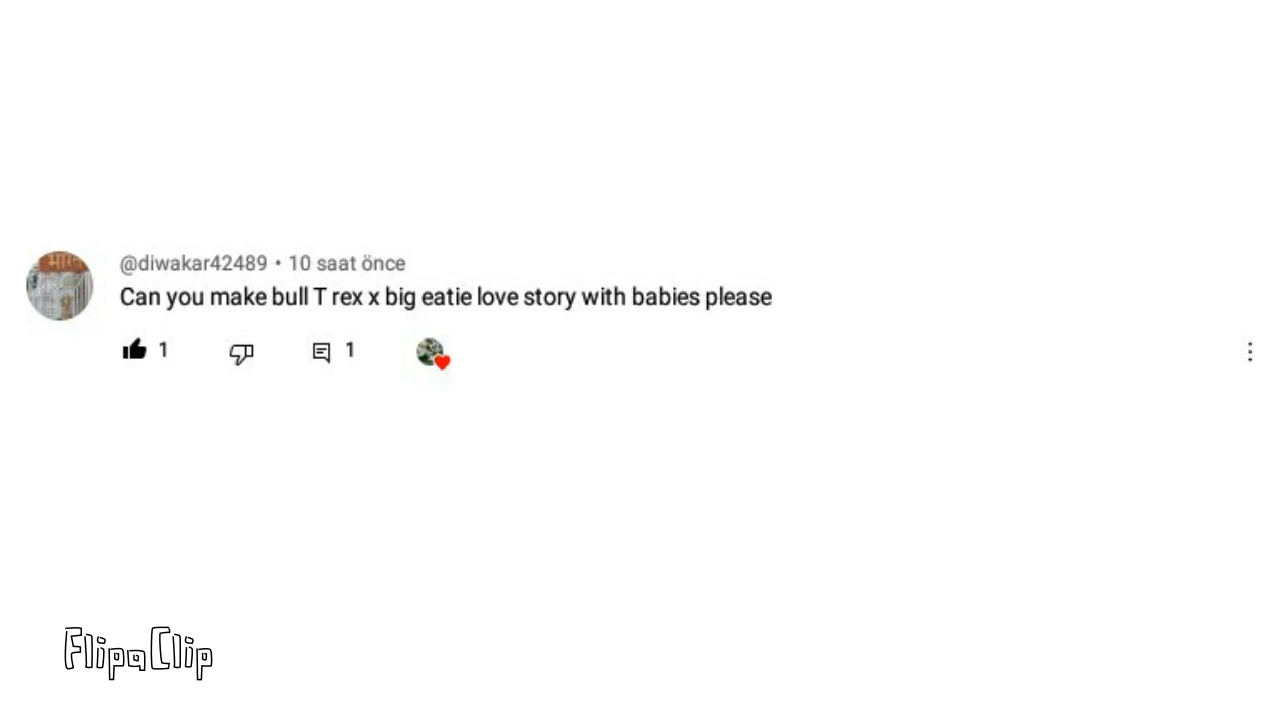 @diwakar42489 • 10 saat önce
Can you make bull T rex x big eatie love story with babies please
1 1
FlipaClip